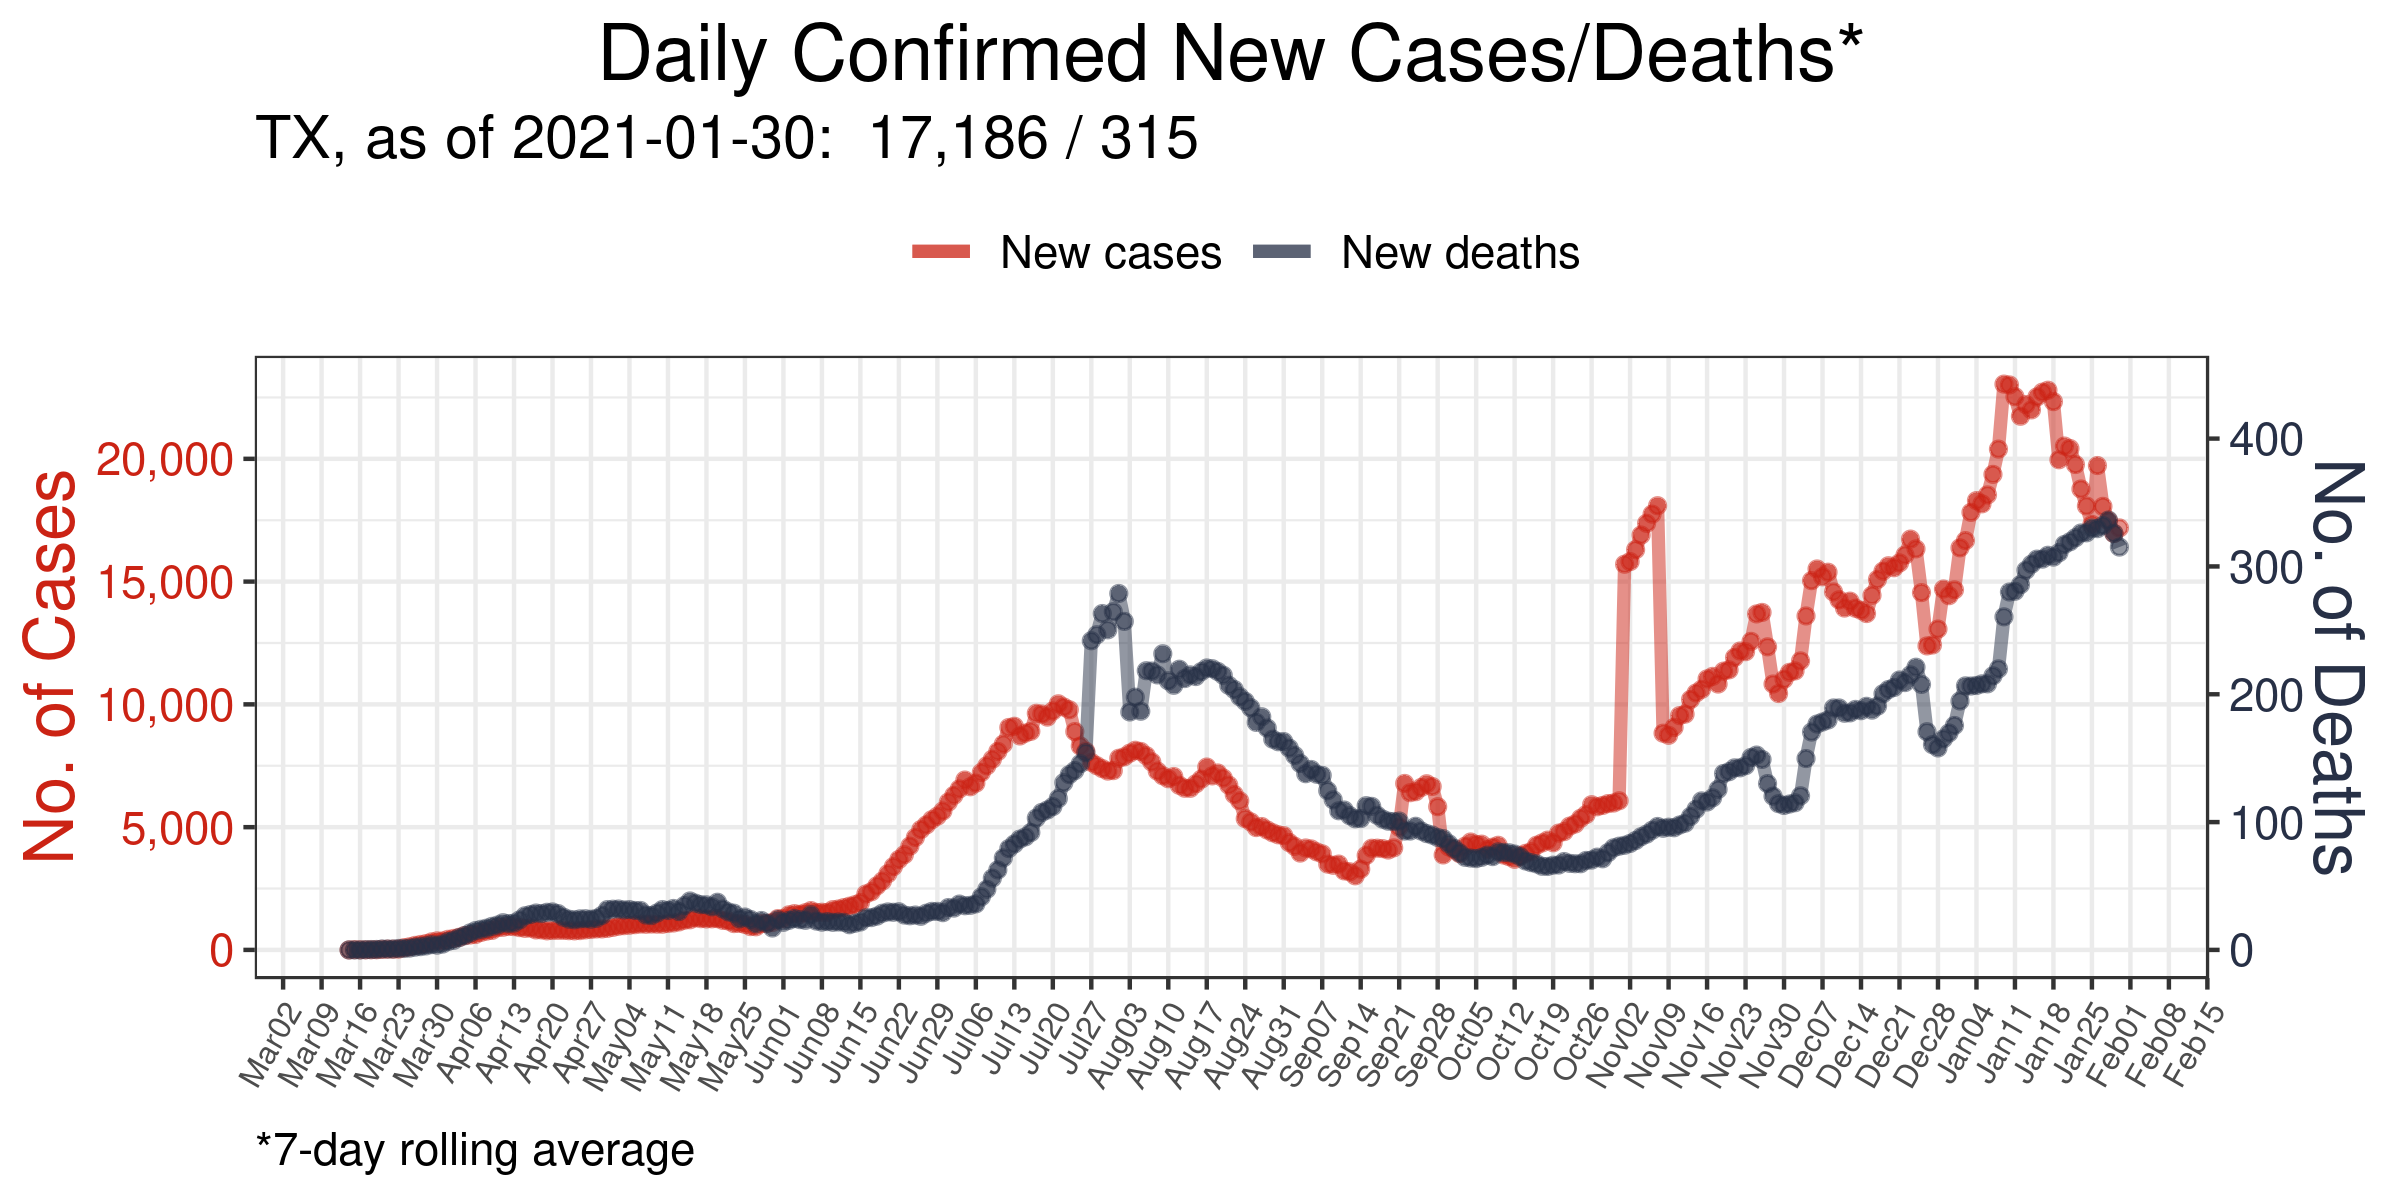 Daily Confirmed New Cases/Deaths*
TX, as of 2021-01-30:  17,186 / 315
New cases
New deaths
No. of Cases
20,000
15,000
10,000
5,000
0
400
300
200
100
0
No. of Deaths
Mar02
Mar09
Mar16
Mar23
Mar30
Apr06
Apr13
Apr20
Apr27
May04
May11
May18
May25
Jun01
Jun08
Jun15
Jun22
Jun29
Jul06
Jul13
Jul20
Jul27
Aug03
Aug10
Aug17
Aug24
Aug31
Sep07
Sep14
Sep21
Sep28
Oct05
Oct12
Oct19
Oct26
Nov02
Nov09
Nov16
Nov23
Nov30
Dec07
Dec14
Dec21
Dec28
Jan04
Jan11
Jan18
Jan25
Feb01
Feb08
Feb15
*7-day rolling average